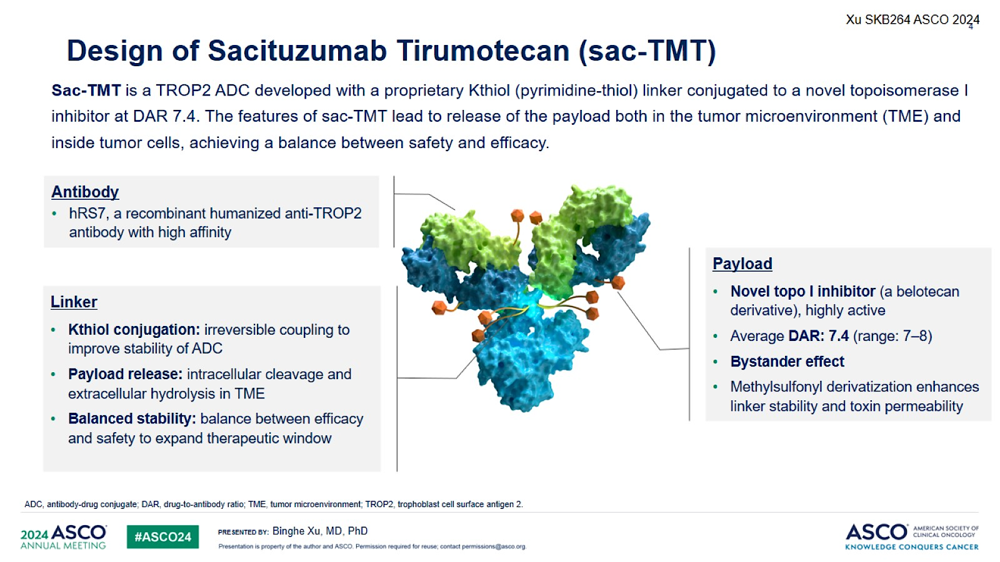 Xu SKB264 ASCO 2024
4
Design of Sacituzumab Tirumotecan (sac-TMT)
Sac-TMT is a TROP2 ADC developed with a proprietary Kthiol (pyrimidine-thiol) linker conjugated to a novel topoisomerase I
inhibitor at DAR 7.4. The features of sac-TMT lead to release of the payload both in the tumor microenvironment (TME) and
inside tumor cells, achieving a balance between safety and efficacy.
Antibody
• hRS7, a recombinant humanized anti-TROP2
antibody with high affinity
Linker
• Kthiol conjugation: irreversible coupling to
improve stability of ADC
• Payload release: intracellular cleavage and
extracellular hydrolysis in TME
• Balanced stability: balance between efficacy
and safety to expand therapeutic window
Payload
• Novel topo I inhibitor (a belotecan
derivative), highly active
• Average DAR: 7.4 (range: 7–8)
• Bystander effect
• Methylsulfonyl derivatization enhances
linker stability and toxin permeability
ADC, antibody-drug conjugate; DAR, drug-to-antibody ratio; TME, tumor microenvironment; TROP2, trophoblast cell surface antigen 2.
2024 ASCO
ANNUAL MEETING
#ASCO24
PRESENTED BY: Binghe Xu, MD, PhD
Presentation is property of the author and ASCO. Permission required for reuse; contact permissions@asco.org.
ASCO AMERICAN SOCIETY OF
CLINICAL ONCOLOGY
KNOWLEDGE CONQUERS CANCER